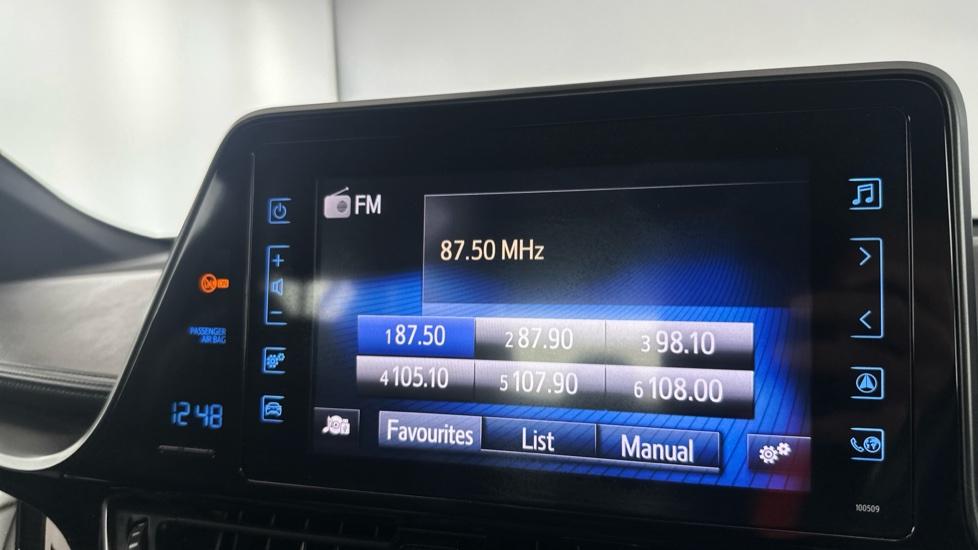 FM
87.50 MHz
1 87.50 2 87.90 3 98.10
4 105.10 5 107.90 6 108.00
Favourites List Manual
PASSENGER
AIR BAG
12:48
100509